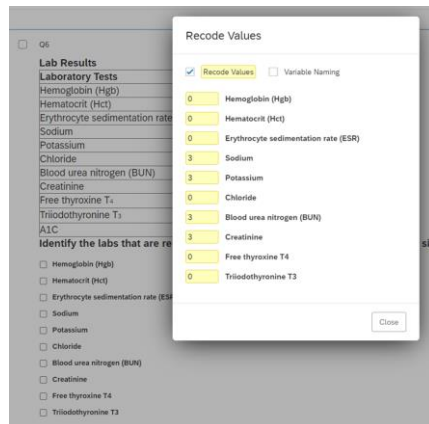 Q6
Lab Results
Laboratory Tests
Hemoglobin (Hgb)
Hematocrit (Hct)
Erythrocyte sedimentation rate
Sodium
Potassium
Chloride
Blood urea nitrogen (BUN)
Creatinine
Free thyroxine T₄
Triiodothyronine T₃
A1C
Identify the labs that are re
Hemoglobin (Hgb)
Hematocrit (Hct)
Erythrocyte sedimentation rate (ESR
Sodium
Potassium
Chloride
Blood urea nitrogen (BUN)
Creatinine
Free thyroxine T4
Triiodothyronine T3
Recode Values
Recode Values Variable Naming
0 Hemoglobin (Hgb)
0 Hematocrit (Hct)
0 Erythrocyte sedimentation rate (ESR)
3 Sodium
3 Potassium
0 Chloride
3 Blood urea nitrogen (BUN)
3 Creatinine
0 Free thyroxine T4
0 Triiodothyronine T3
Close